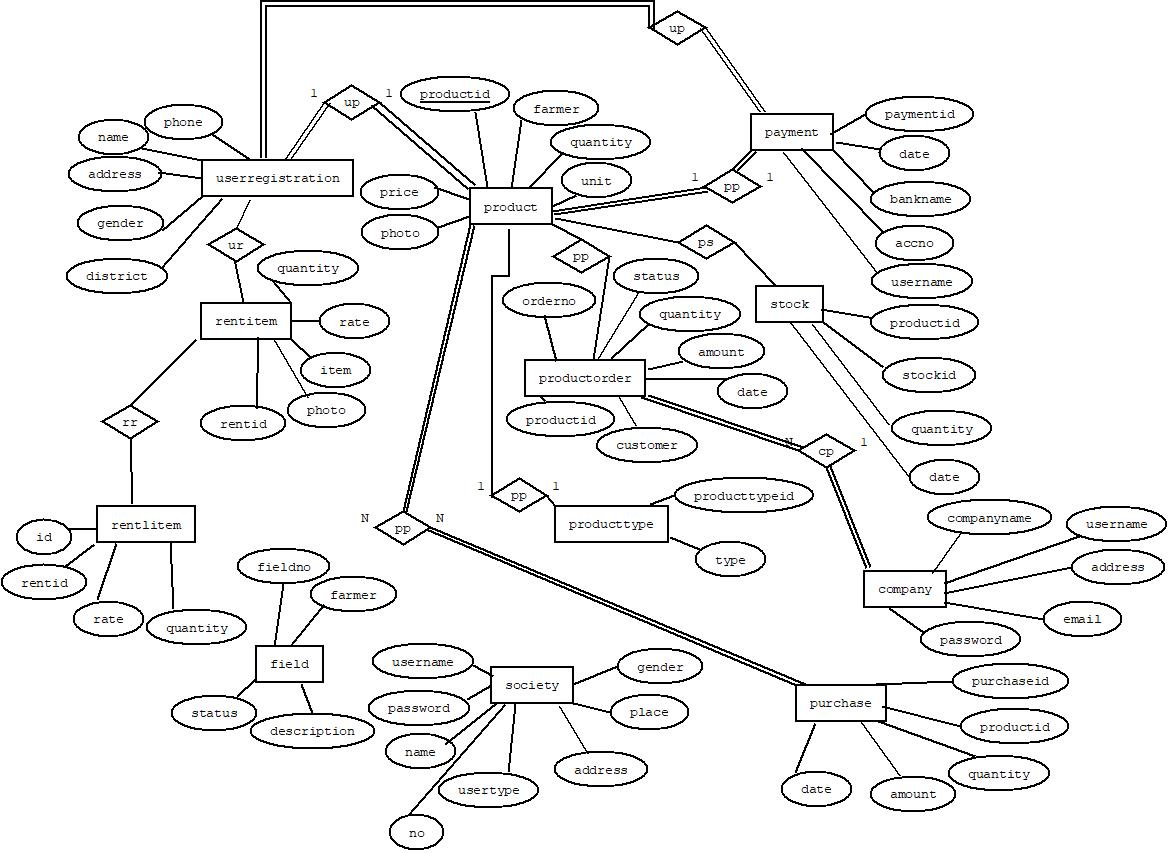 up
1
up
1
productid
farmer
paymentid
phone
name
payment
quantity
date
address
userregistration
unit
1
pp
1
price
product
bankname
gender
photo
ur
ps
accno
pp
district
quantity
status
username
orderno
stock
rentitem
rate
quantity
productid
amount
item
productorder
stockid
date
rr
rentid
photo
productid
quantity
customer
N
cp
1
date
1
pp
1
producttypeid
companyname
N
pp
N
rentlitem
producttype
username
id
type
fieldno
address
rentid
company
farmer
rate
quantity
email
password
field
username
society
gender
purchaseid
status
password
place
purchase
description
productid
name
address
quantity
usertype
date
amount
no